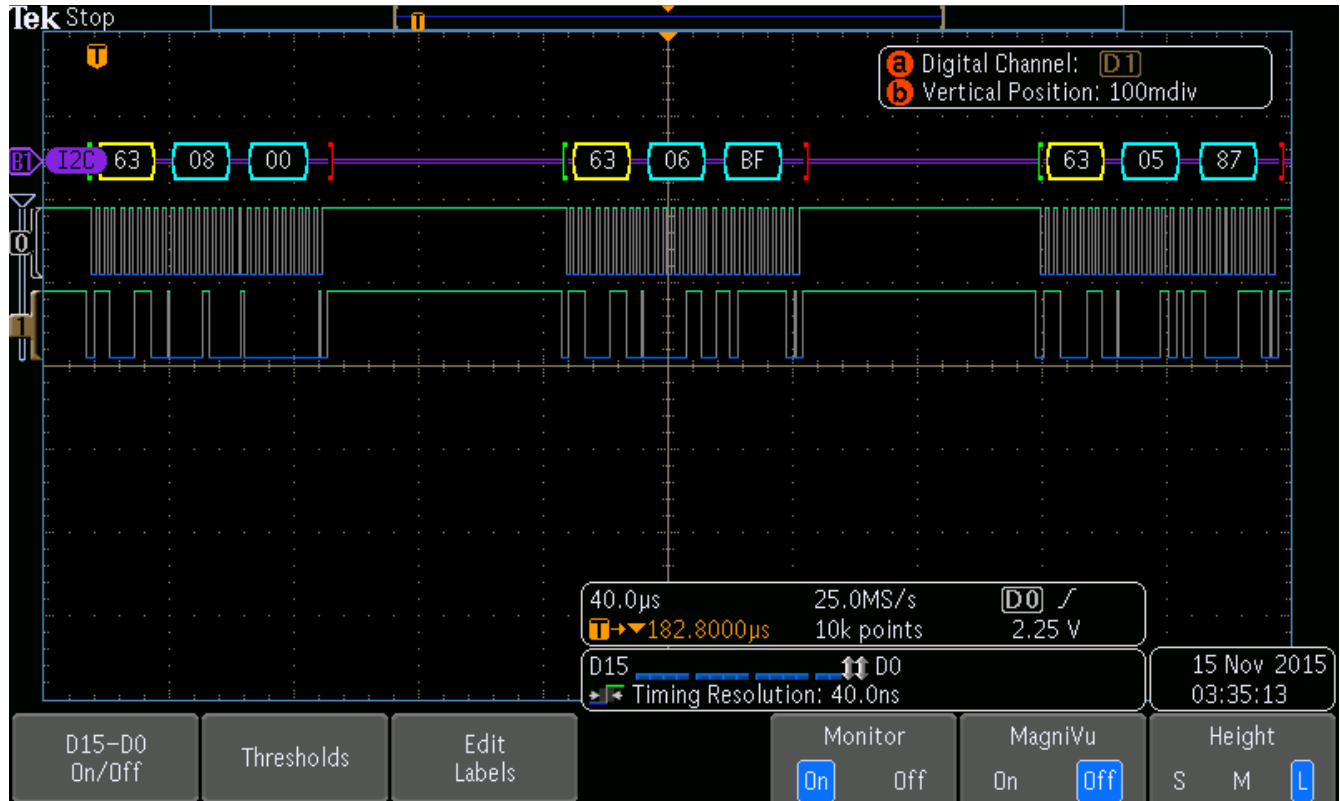 Tek Stop
T
T
a Digital Channel: D1
b Vertical Position: 100mdiv
B1 I2C 63 08 00 63 06 BF 63 05 87
0
1
40.0µs 25.0MS/s D0
T→▼182.8000µs 10k points 2.25 V
D15 D0
Timing Resolution: 40.0ns
15 Nov 2015
03:35:13
D15-D0
On/Off
Thresholds
Edit
Labels
Monitor
On Off
MagniVu
On Off
Height
S M L